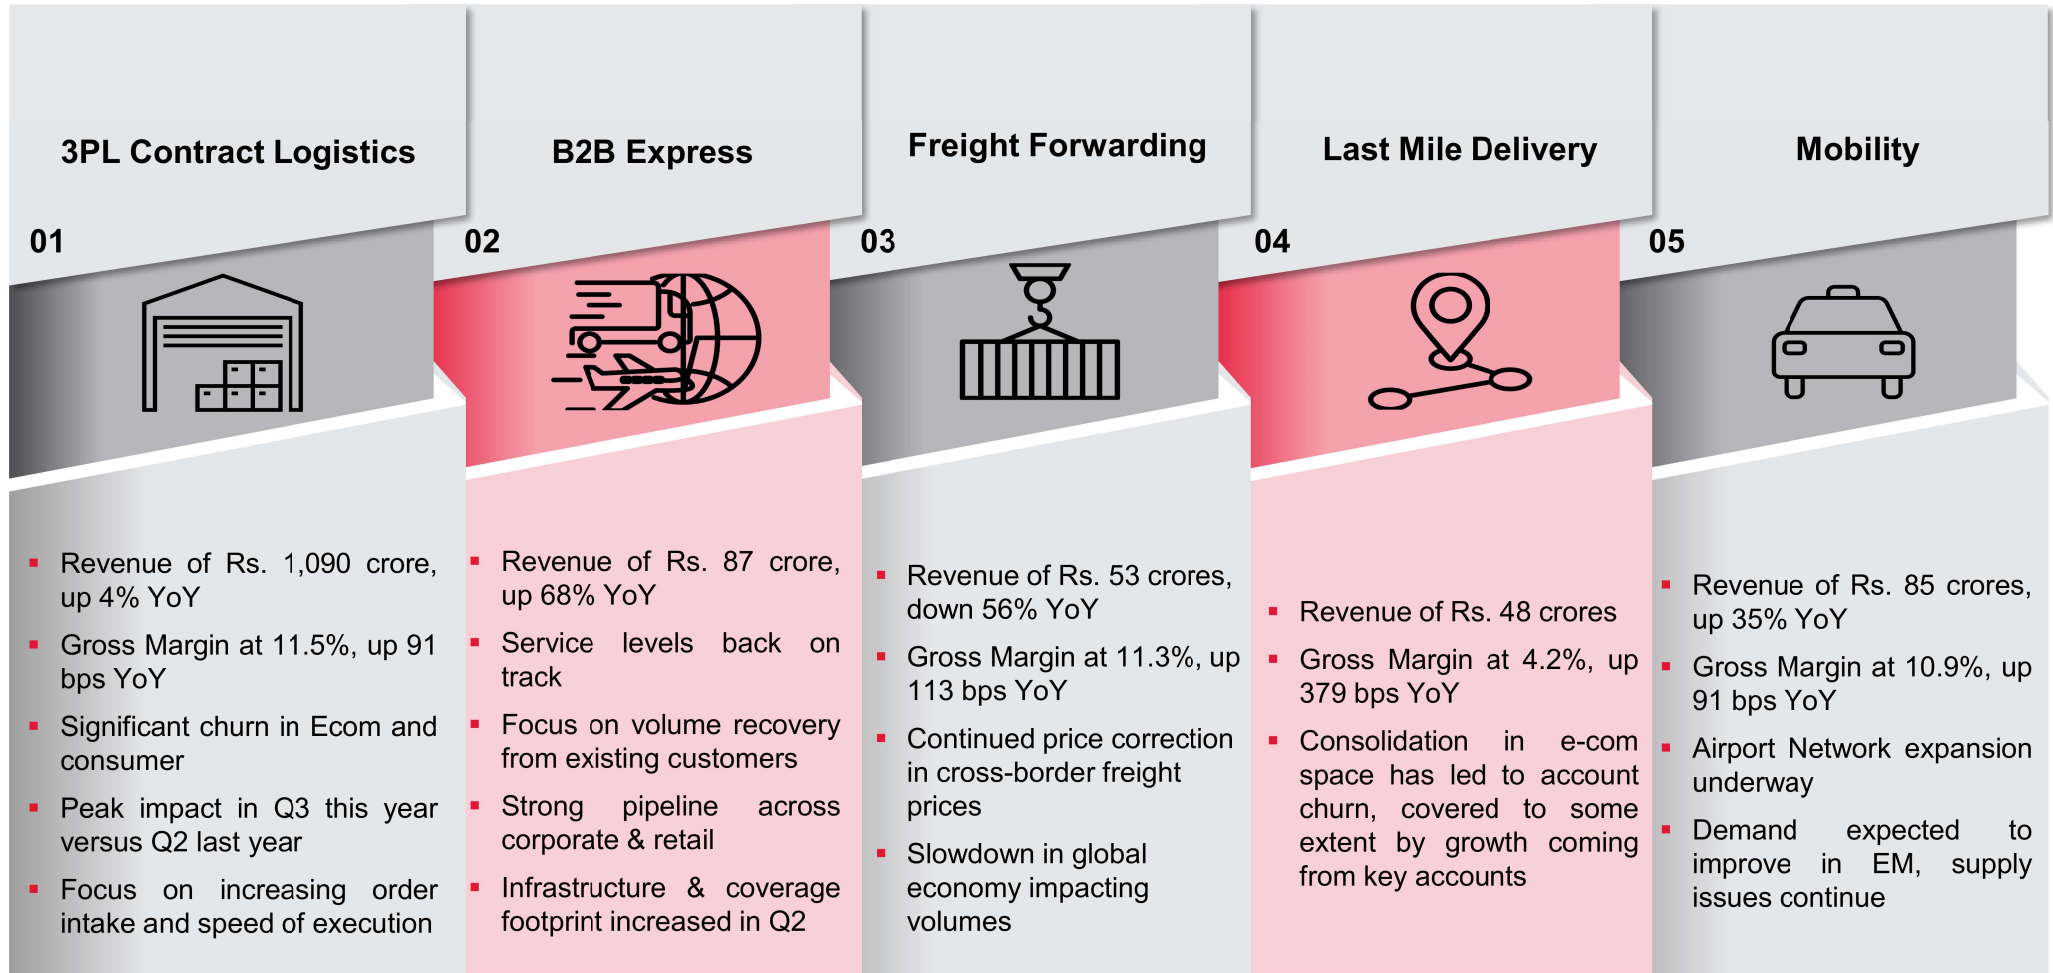 3PL Contract Logistics
01
Revenue of Rs. 1,090 crore,
up 4% YoY
Gross Margin at 11.5%, up 91
bps YoY
Significant churn in Ecom and
consumer
Peak impact in Q3 this year
versus Q2 last year
Focus on increasing order
intake and speed of execution
B2B Express
02
Revenue of Rs. 87 crore,
up 68% YoY
Service levels back on
track
Focus on volume recovery
from existing customers
Strong pipeline across
corporate & retail
Infrastructure & coverage
footprint increased in Q2
Freight Forwarding
03
Revenue of Rs. 53 crores,
down 56% YoY
Gross Margin at 11.3%, up
113 bps YoY
Continued price correction
in cross-border freight
prices
Slowdown in global
economy impacting
volumes
Last Mile Delivery
04
Revenue of Rs. 48 crores
Gross Margin at 4.2%, up
379 bps YoY
Consolidation in e-com
space has led to account
churn, covered to some
extent by growth coming
from key accounts
Mobility
05
Revenue of Rs. 85 crores,
up 35% YoY
Gross Margin at 10.9%, up
91 bps YoY
Airport Network expansion
underway
Demand expected to
improve in EM, supply
issues continue